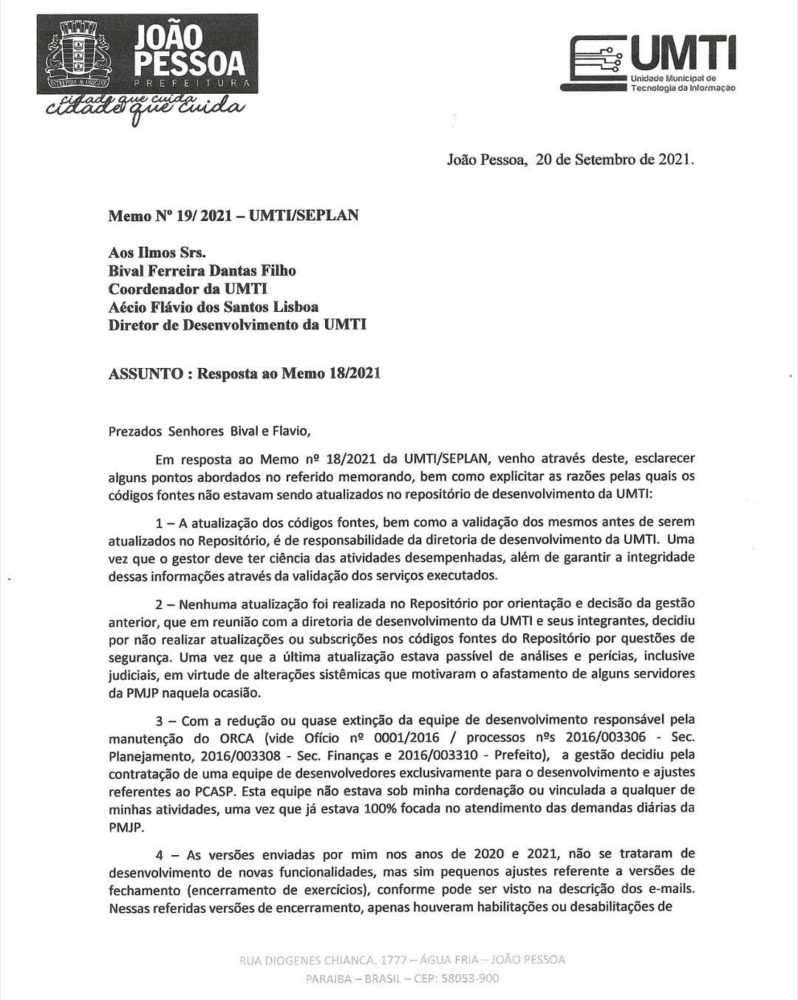 JOÃO
PESSOA
PREFEITURA
INTREPIDA AB ORIGINE
cidade que cuida
cidade que cuida
UMTI
Unidade Municipal de
Tecnologia da Informação
João Pessoa, 20 de Setembro de 2021.
Memo Nº 19/ 2021 – UMTI/SEPLAN
Aos Ilmos Srs.
Bival Ferreira Dantas Filho
Coordenador da UMTI
Aécio Flávio dos Santos Lisboa
Diretor de Desenvolvimento da UMTI
ASSUNTO : Resposta ao Memo 18/2021
Prezados Senhores Bival e Flavio,
Em resposta ao Memo nº 18/2021 da UMTI/SEPLAN, venho através deste, esclarecer
alguns pontos abordados no referido memorando, bem como explicitar as razões pelas quais os
códigos fontes não estavam sendo atualizados no repositório de desenvolvimento da UMTI:
1 – A atualização dos códigos fontes, bem como a validação dos mesmos antes de serem
atualizados no Repositório, é de responsabilidade da diretoria de desenvolvimento da UMTI. Uma
vez que o gestor deve ter ciência das atividades desempenhadas, além de garantir a integridade
dessas informações através da validação dos serviços executados.
2 – Nenhuma atualização foi realizada no Repositório por orientação e decisão da gestão
anterior, que em reunião com a diretoria de desenvolvimento da UMTI e seus integrantes, decidiu
por não realizar atualizações ou subscrições nos códigos fontes do Repositório por questões de
segurança. Uma vez que a última atualização estava passível de análises e perícias, inclusive
judiciais, em virtude de alterações sistêmicas que motivaram o afastamento de alguns servidores
da PMJP naquela ocasião.
3 – Com a redução ou quase extinção da equipe de desenvolvimento responsável pela
manutenção do ORCA (vide Ofício nº 0001/2016 / processos nºs 2016/003306 - Sec.
Planejamento, 2016/003308 - Sec. Finanças e 2016/003310 - Prefeito), a gestão decidiu pela
contratação de uma equipe de desenvolvedores exclusivamente para o desenvolvimento e ajustes
referentes ao PCASP. Esta equipe não estava sob minha cordenação ou vinculada a qualquer de
minhas atividades, uma vez que já estava 100% focada no atendimento das demandas diárias da
PMJP.
4 – As versões enviadas por mim nos anos de 2020 e 2021, não se trataram de
desenvolvimento de novas funcionalidades, mas sim pequenos ajustes referente a versões de
fechamento (encerramento de exercícios), conforme pode ser visto na descrição dos e-mails.
Nessas referidas versões de encerramento, apenas houveram habilitações ou desabilitações de
RUA DIOGENES CHIANCA, 1777 – ÁGUA FRIA – JOÃO PESSOA
PARAIBA – BRASIL – CEP: 58053-900